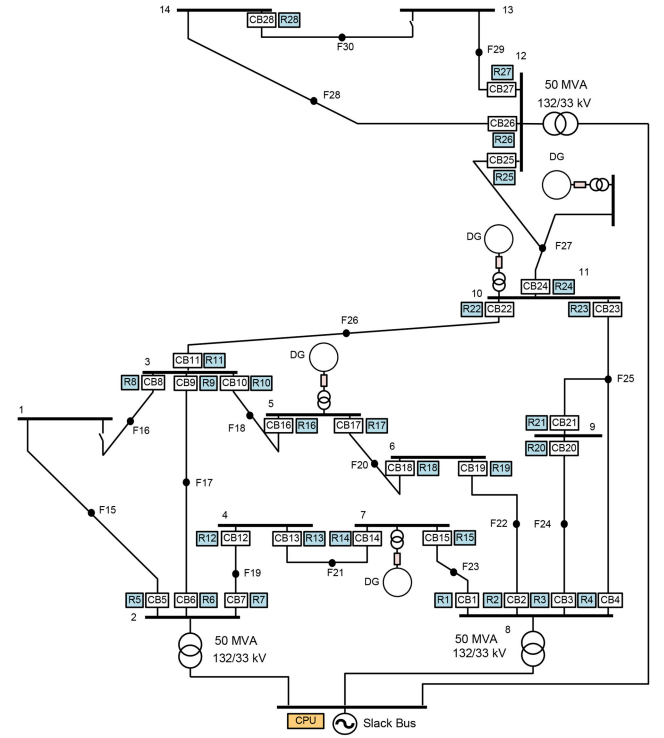 14
CB28 R28
13
F30
F29
12
R27
CB27
50 MVA
132/33 kV
F28
CB26
R26
CB25
R25
DG
F27
DG
CB24 R24
11
10
R22 CB22
R23 CB23
F26
CB11 R11
DG
3
R8 CB8
CB9 R9
CB10 R10
F25
1
F16
F18
5
CB16 R16
CB17 R17
R21 CB21
9
R20 CB20
F20
6
CB18 R18
CB19 R19
F17
F15
4
7
F22
F24
R12 CB12
CB13 R13
R14 CB14
CB15 R15
F19
F21
DG
F23
R5 CB5
CB6 R6
CB7 R7
R1 CB1
R2 CB2
R3 CB3
R4 CB4
2
8
50 MVA
132/33 kV
50 MVA
132/33 kV
CPU
Slack Bus